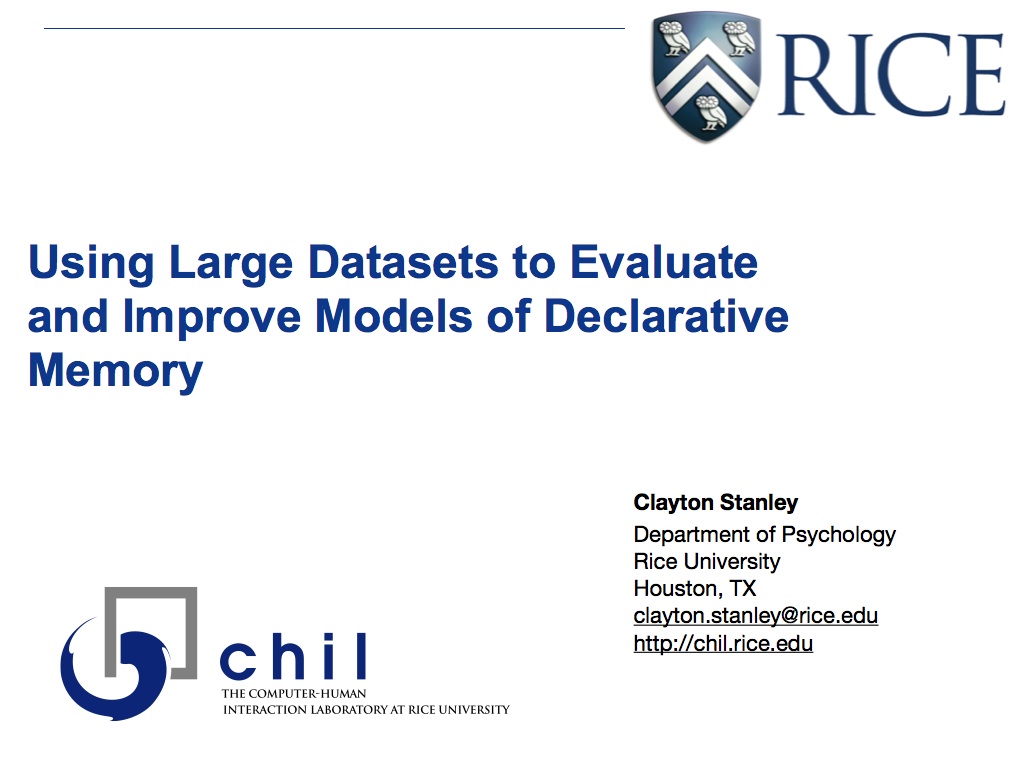 RICE
Using Large Datasets to Evaluate
and Improve Models of Declarative
Memory
Clayton Stanley
Department of Psychology
Rice University
Houston, TX
clayton.stanley@rice.edu
http://chil.rice.edu
chil
THE COMPUTER-HUMAN
INTERACTION LABORATORY AT RICE UNIVERSITY